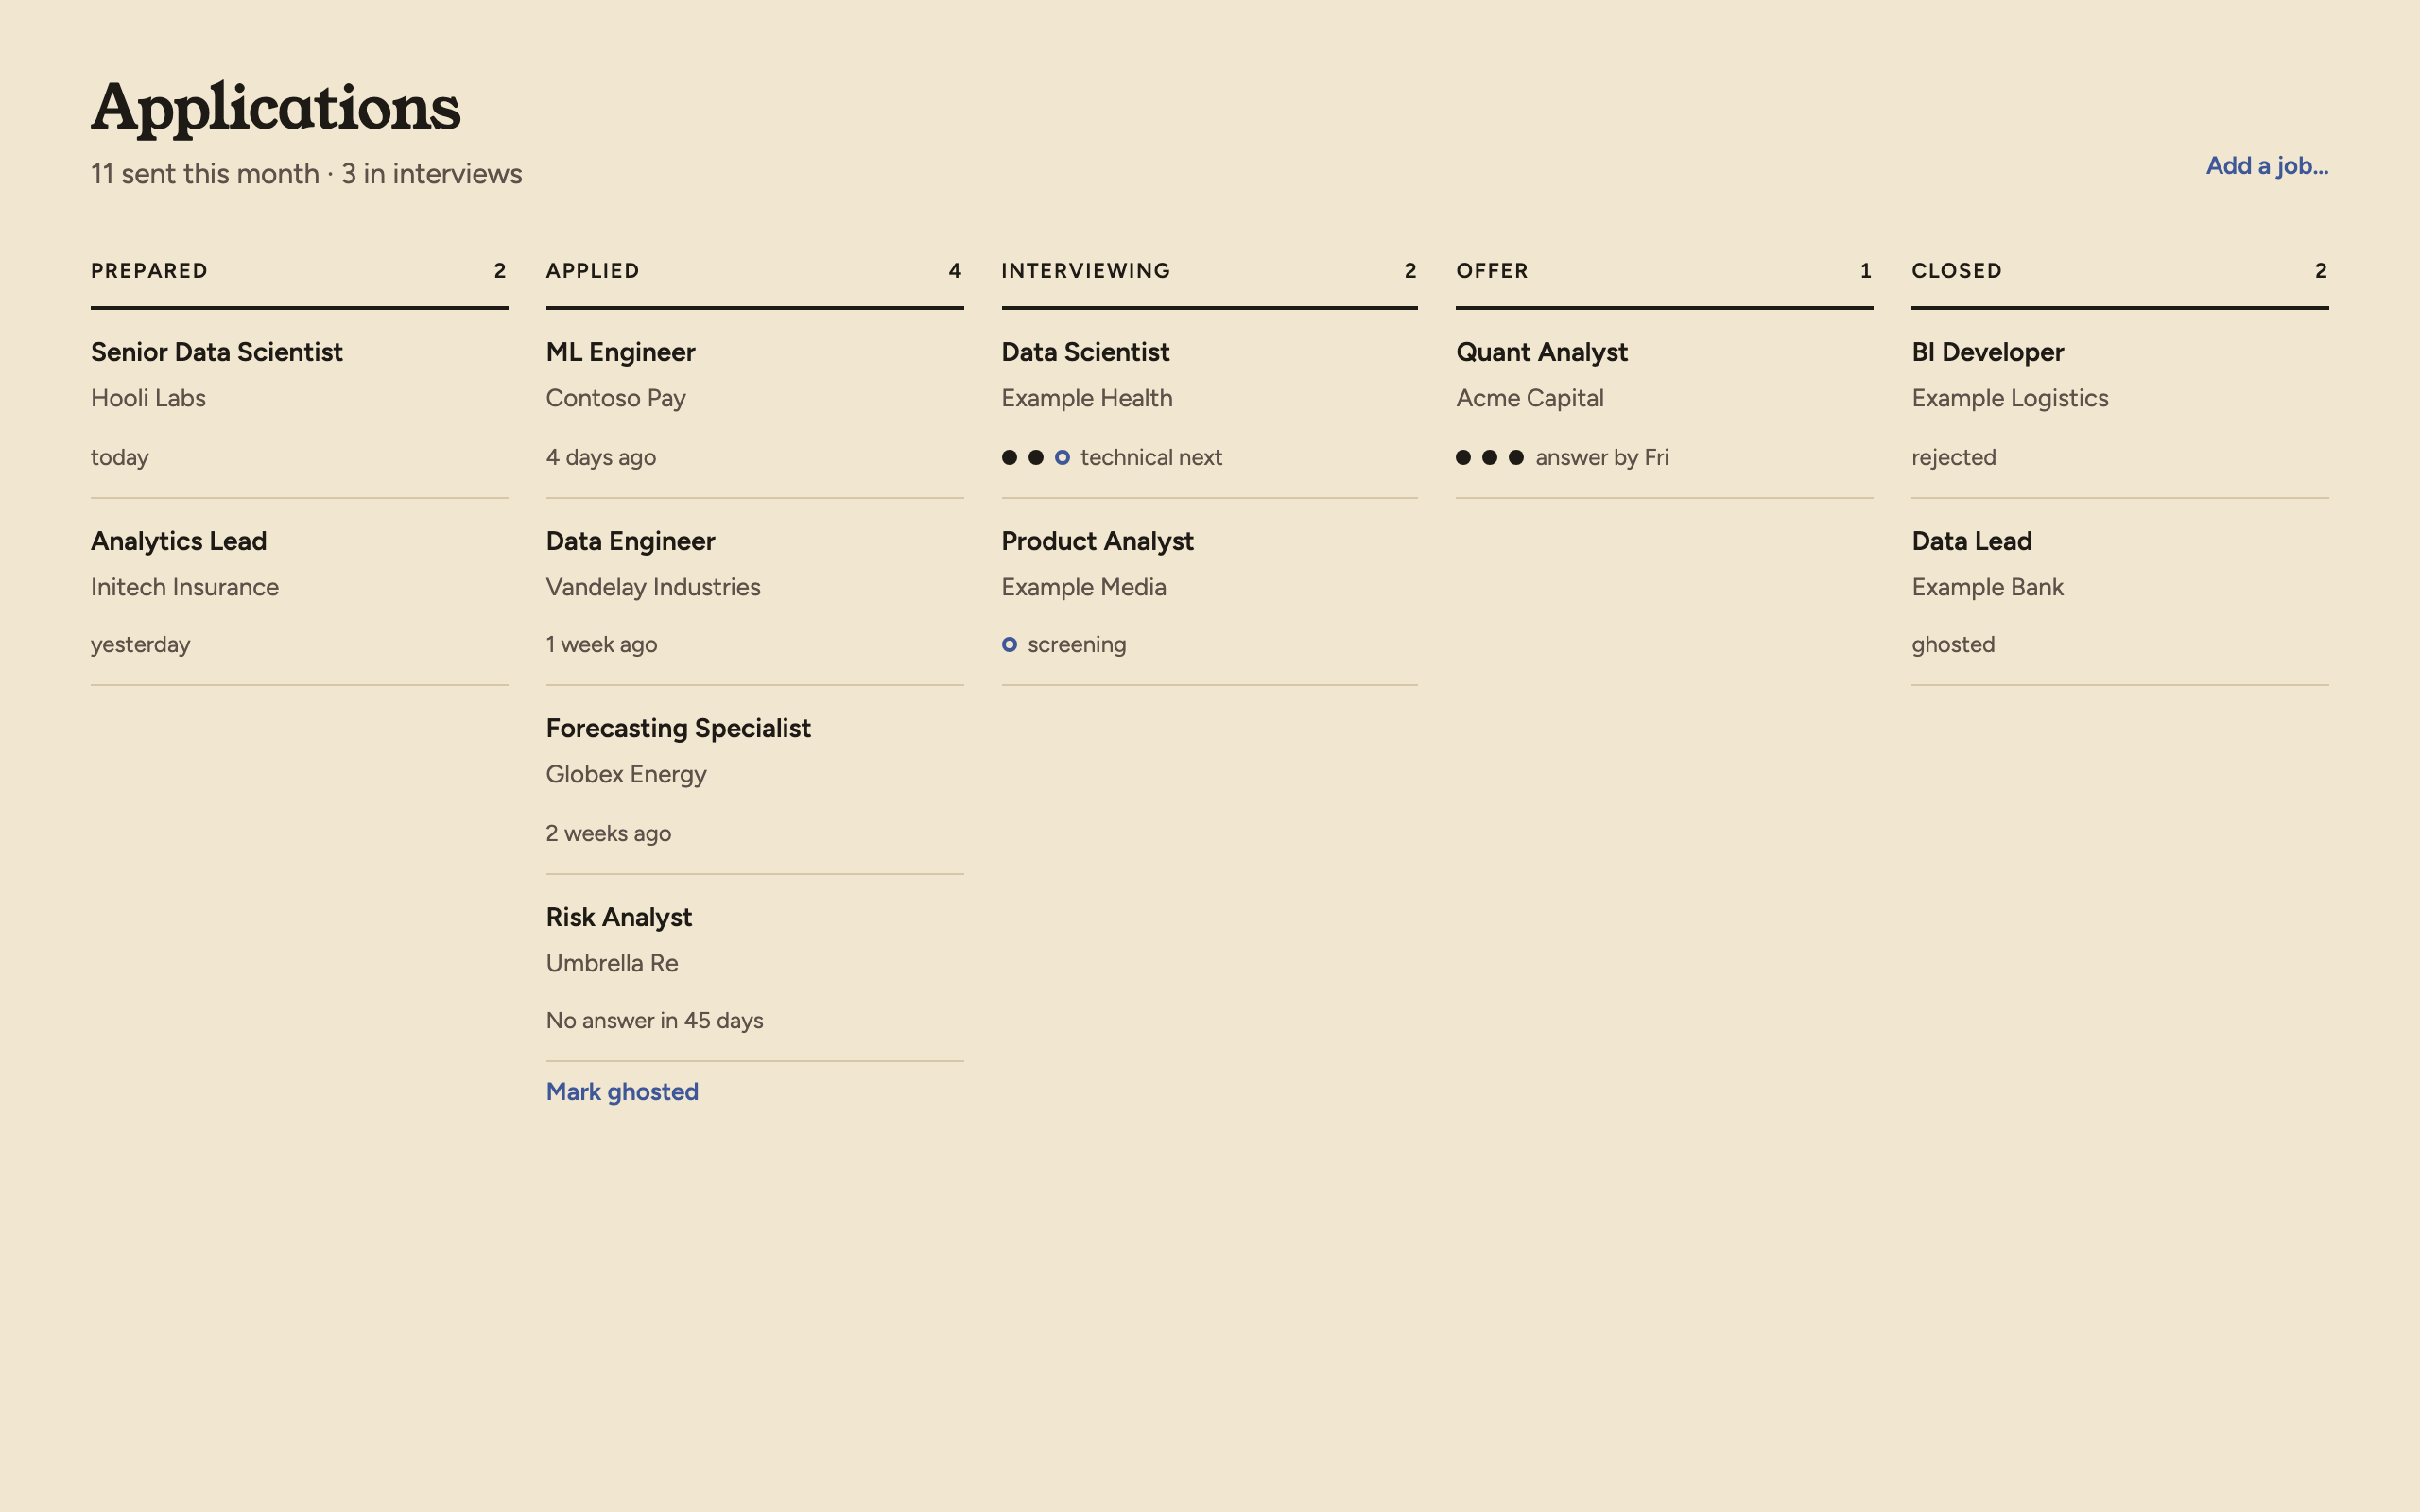 Applications
11 sent this month · 3 in interviews
Add a job...
PREPARED 2
Senior Data Scientist
Hooli Labs
today
Analytics Lead
Initech Insurance
yesterday
APPLIED 4
ML Engineer
Contoso Pay
4 days ago
Data Engineer
Vandelay Industries
1 week ago
Forecasting Specialist
Globex Energy
2 weeks ago
Risk Analyst
Umbrella Re
No answer in 45 days
Mark ghosted
INTERVIEWING 2
Data Scientist
Example Health
technical next
Product Analyst
Example Media
screening
OFFER 1
Quant Analyst
Acme Capital
answer by Fri
CLOSED 2
BI Developer
Example Logistics
rejected
Data Lead
Example Bank
ghosted